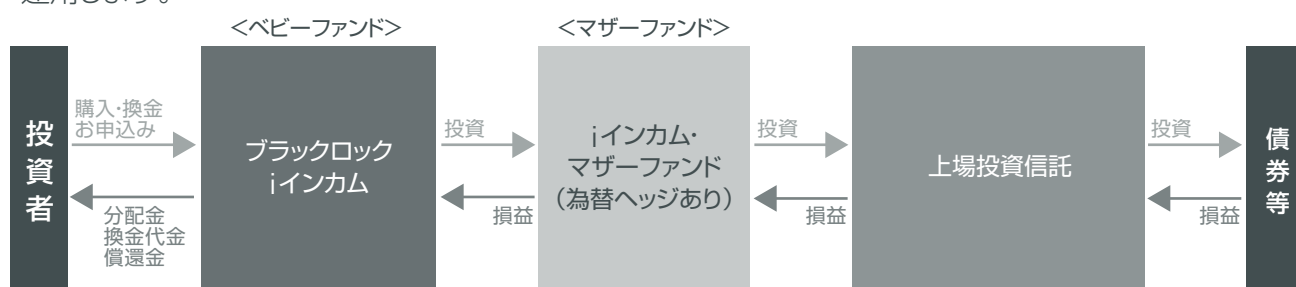 運用します。
<ベビーファンド>
<マザーファンド>
投資者
購入・換金
お申込み
分配金
換金代金
償還金
ブラックロック
iインカム
投資
損益
iインカム・
マザーファンド
（為替ヘッジあり）
投資
損益
上場投資信託
投資
損益
債券等